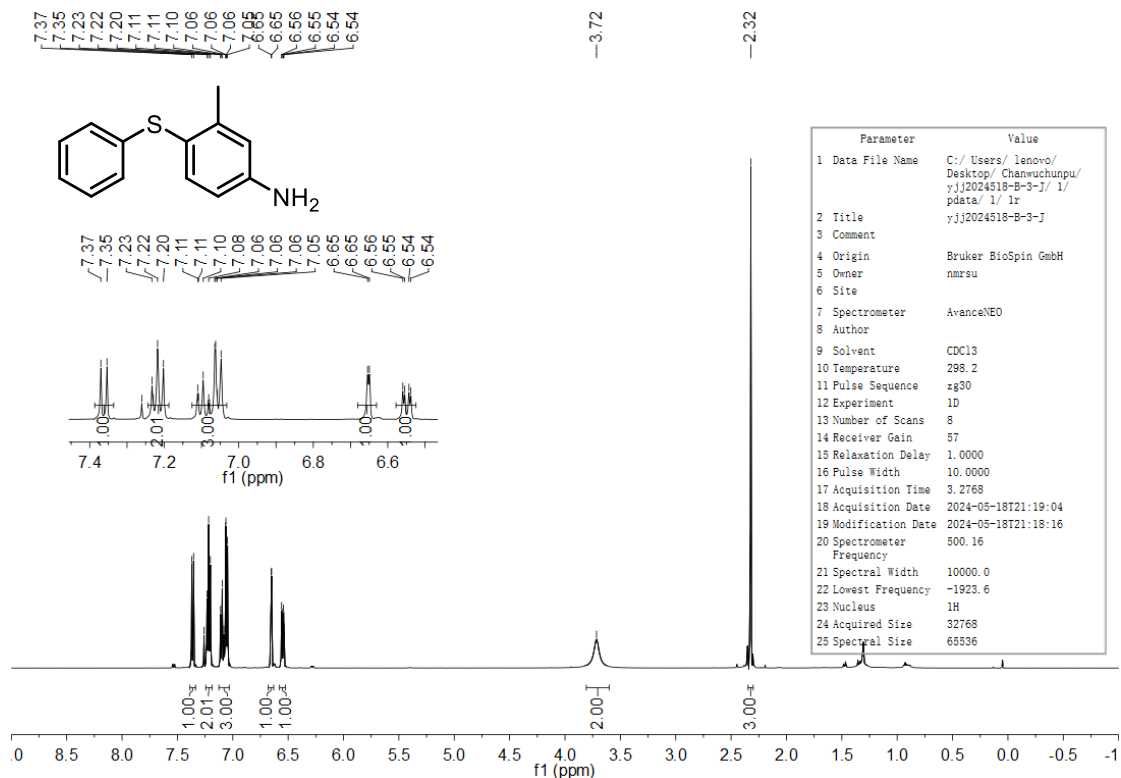 7.37 7.35 7.23 7.22 7.20 7.11 7.11 7.10 7.06 7.06 7.06 7.05 6.65 6.65 6.56 6.55 6.54 6.54
3.72
2.32
S
NH2
7.37 7.35 7.23 7.22 7.20 7.11 7.11 7.10 7.08 7.06 7.06 7.06 7.05 6.65 6.65 6.56 6.55 6.54 6.54
1.00 2.01 3.00 1.00 1.00
7.4 7.2 7.0 6.8 6.6
f1 (ppm)
Parameter Value
1 Data File Name C:/ Users/ lenovo/
Desktop/ Chanwuchunpu/
yjj2024518-B-3-J/ 1/
pdata/ 1/ 1r
2 Title yjj2024518-B-3-J
3 Comment
4 Origin Bruker BioSpin GmbH
5 Owner nmrsu
6 Site
7 Spectrometer AvanceNEO
8 Author
9 Solvent CDCl3
10 Temperature 298.2
11 Pulse Sequence zg30
12 Experiment 1D
13 Number of Scans 8
14 Receiver Gain 57
15 Relaxation Delay 1.0000
16 Pulse Width 10.0000
17 Acquisition Time 3.2768
18 Acquisition Date 2024-05-18T21:19:04
19 Modification Date 2024-05-18T21:18:16
20 Spectrometer 500.16
Frequency
21 Spectral Width 10000.0
22 Lowest Frequency -1923.6
23 Nucleus 1H
24 Acquired Size 32768
25 Spectral Size 65536
1.00 2.01 3.00 1.00 1.00 2.00 3.00
.0 8.5 8.0 7.5 7.0 6.5 6.0 5.5 5.0 4.5 4.0 3.5 3.0 2.5 2.0 1.5 1.0 0.5 0.0 -0.5 -1
f1 (ppm)